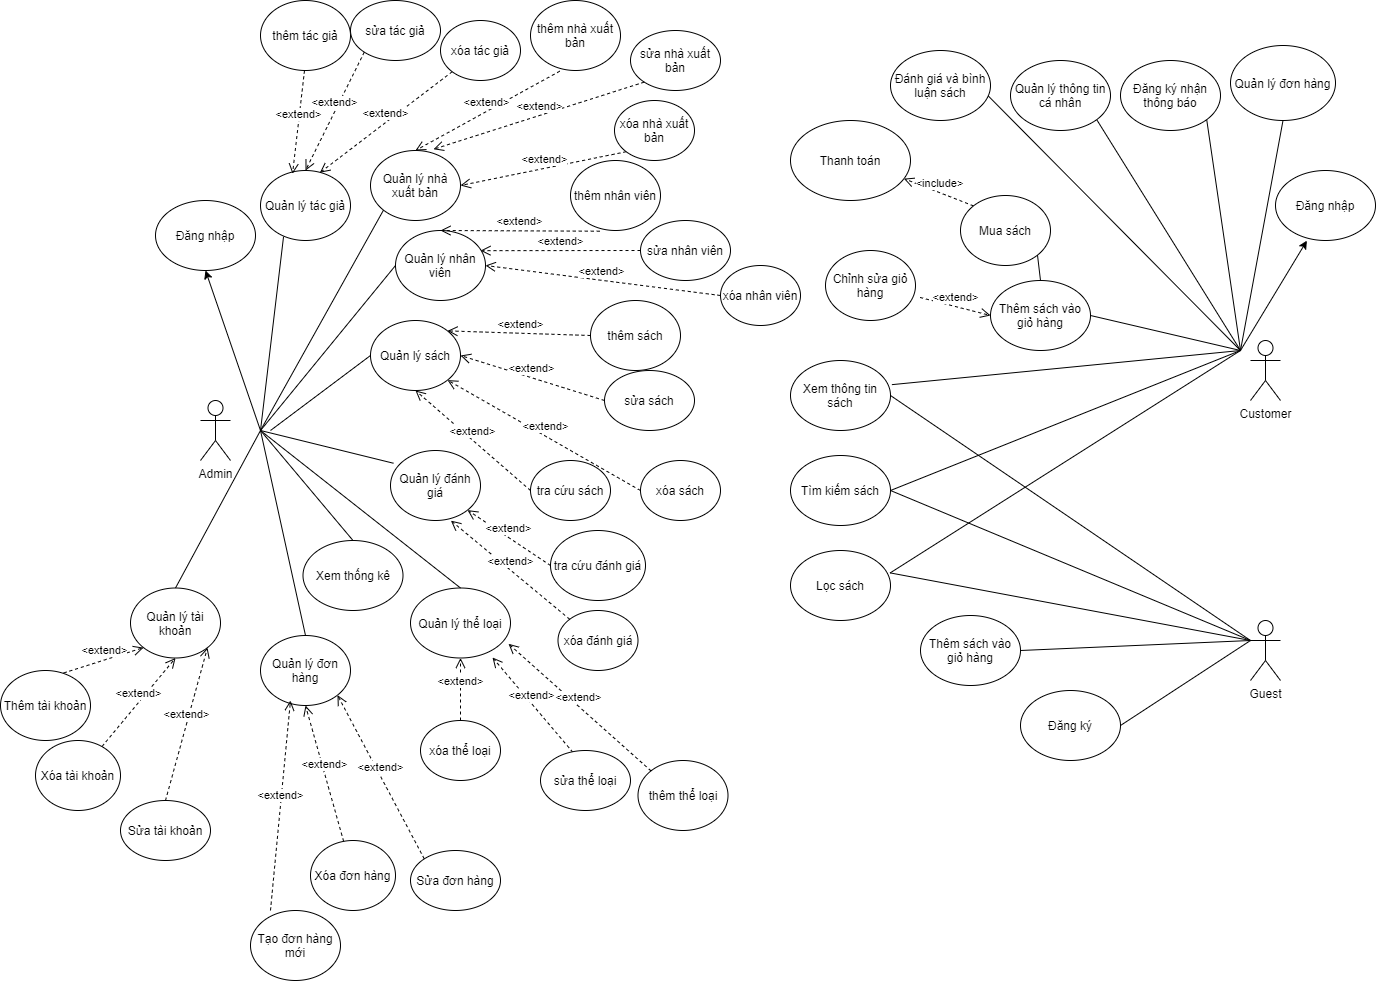 thêm tác giả
sửa tác giả
xóa tác giả
thêm nhà xuất
bản
sửa nhà xuất
bản
xóa nhà xuất
bản
<extend>
<extend>
<extend>
<extend>
<extend>
<extend>
Quản lý tác giả
Quản lý nhà
xuất bản
Đăng nhập
thêm nhân viên
<extend>
sửa nhân viên
<extend>
xóa nhân viên
<extend>
Quản lý nhân
viên
thêm sách
<extend>
Quản lý sách
<extend>
sửa sách
<extend>
<extend>
tra cứu sách
xóa sách
Admin
Quản lý đánh
giá
<extend>
<extend>
tra cứu đánh giá
xóa đánh giá
Xem thống kê
Quản lý tài
khoản
<extend>
<extend>
<extend>
Thêm tài khoản
Xóa tài khoản
Sửa tài khoản
Quản lý đơn
hàng
<extend>
<extend>
<extend>
Xóa đơn hàng
Sửa đơn hàng
Tạo đơn hàng
mới
Quản lý thể loại
<extend>
<extend>
<extend>
xóa thể loại
sửa thể loại
thêm thể loại
Đánh giá và bình
luận sách
Quản lý thông tin
cá nhân
Đăng ký nhận
thông báo
Quản lý đơn hàng
Thanh toán
<include>
Mua sách
Đăng nhập
Chỉnh sửa giỏ
hàng
<extend>
Thêm sách vào
giỏ hàng
Xem thông tin
sách
Customer
Tìm kiếm sách
Lọc sách
Thêm sách vào
giỏ hàng
Guest
Đăng ký